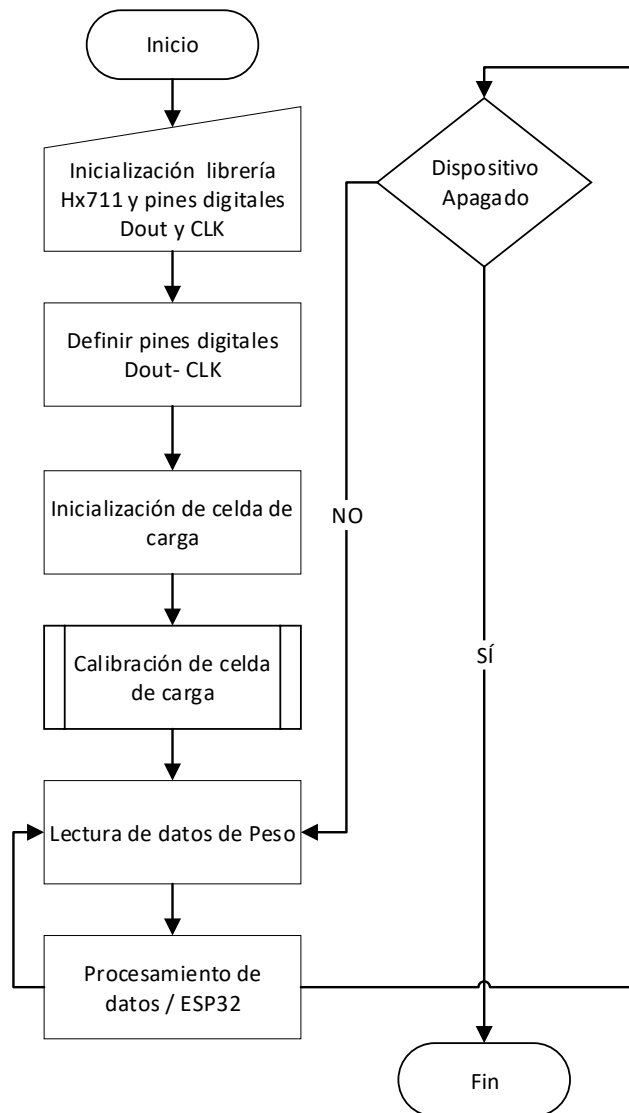 Inicio
Inicialización librería
Hx711 y pines digitales
Dout y CLK
Definir pines digitales
Dout- CLK
Inicialización de celda de
carga
Calibración de celda
de carga
Lectura de datos de Peso
Procesamiento de
datos / ESP32
Dispositivo
Apagado
NO
SÍ
Fin